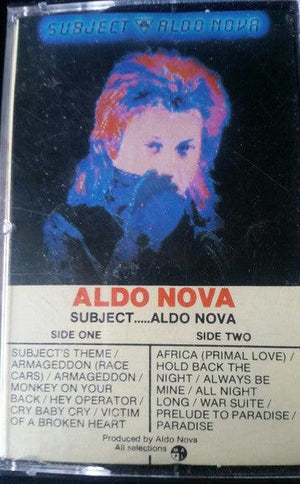 SUBJECT ALDO NOVA
ALDO NOVA
SUBJECT.....ALDO NOVA
SIDE ONE
SUBJECT'S THEME /
ARMAGEDDON (RACE
CARS) / ARMAGEDDON /
MONKEY ON YOUR
BACK / HEY OPERATOR /
CRY BABY CRY / VICTIM
OF A BROKEN HEART
SIDE TWO
AFRICA (PRIMAL LOVE) /
HOLD BACK THE
NIGHT / ALWAYS BE
MINE / ALL NIGHT
LONG / WAR SUITE /
PRELUDE TO PARADISE /
PARADISE
Produced by Aldo Nova
All selections